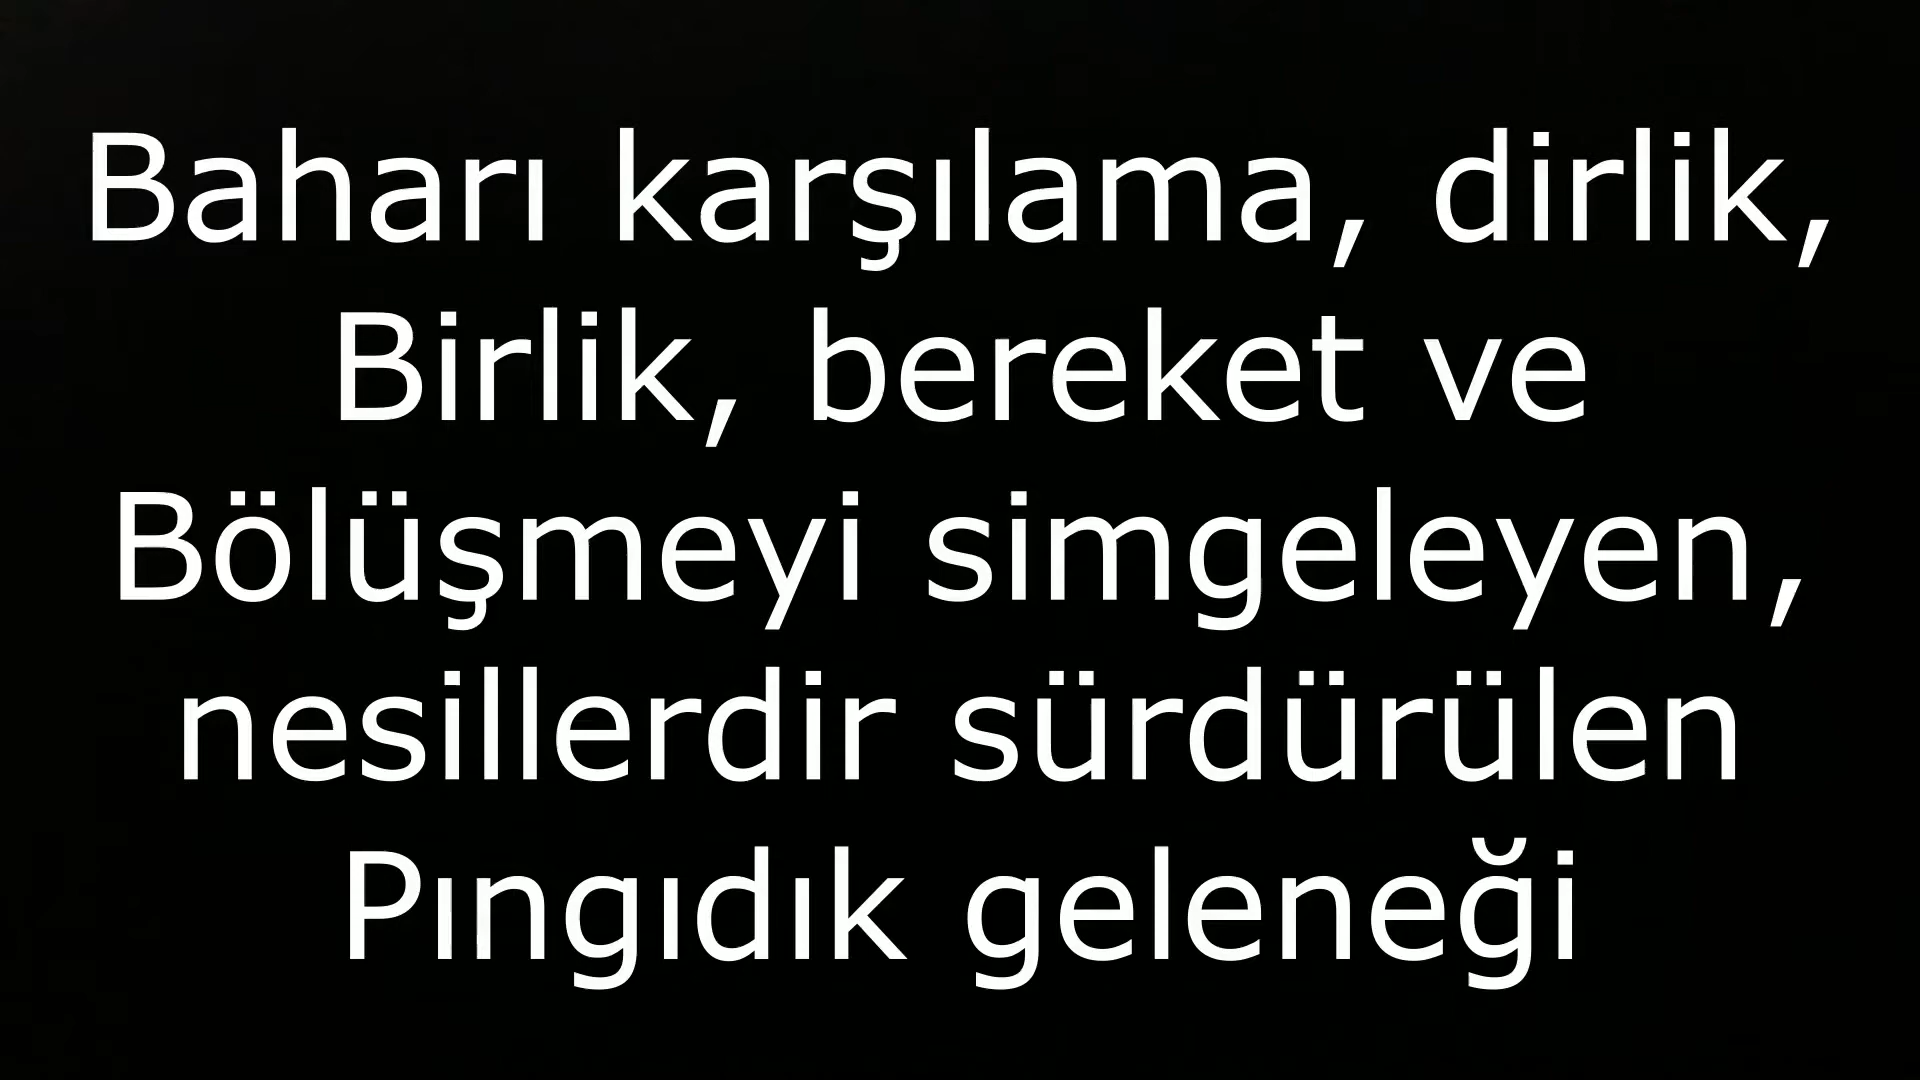 Baharı karşılama, dirlik,
Birlik, bereket ve
Bölüşmeyi simgeleyen,
nesillerdir sürdürülen
Pıngıdık geleneği